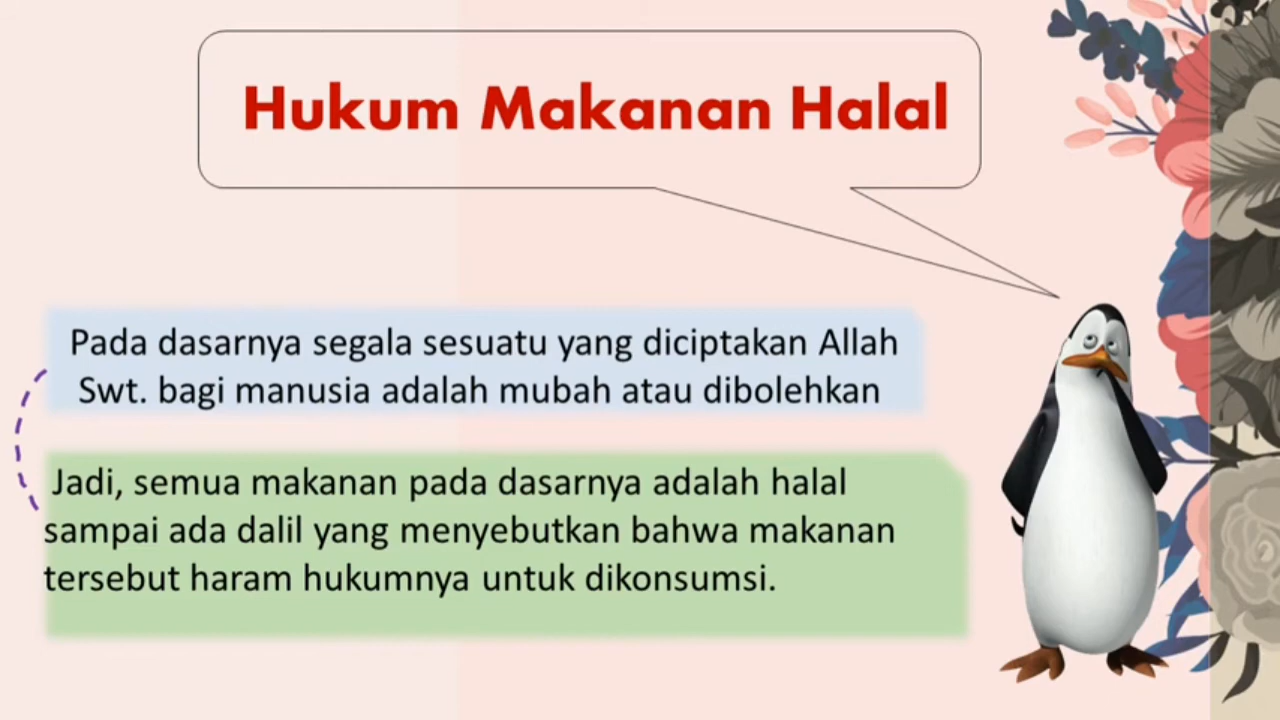 Hukum Makanan Halal
Pada dasarnya segala sesuatu yang diciptakan Allah
Swt. bagi manusia adalah mubah atau dibolehkan
Jadi, semua makanan pada dasarnya adalah halal
sampai ada dalil yang menyebutkan bahwa makanan
tersebut haram hukumnya untuk dikonsumsi.